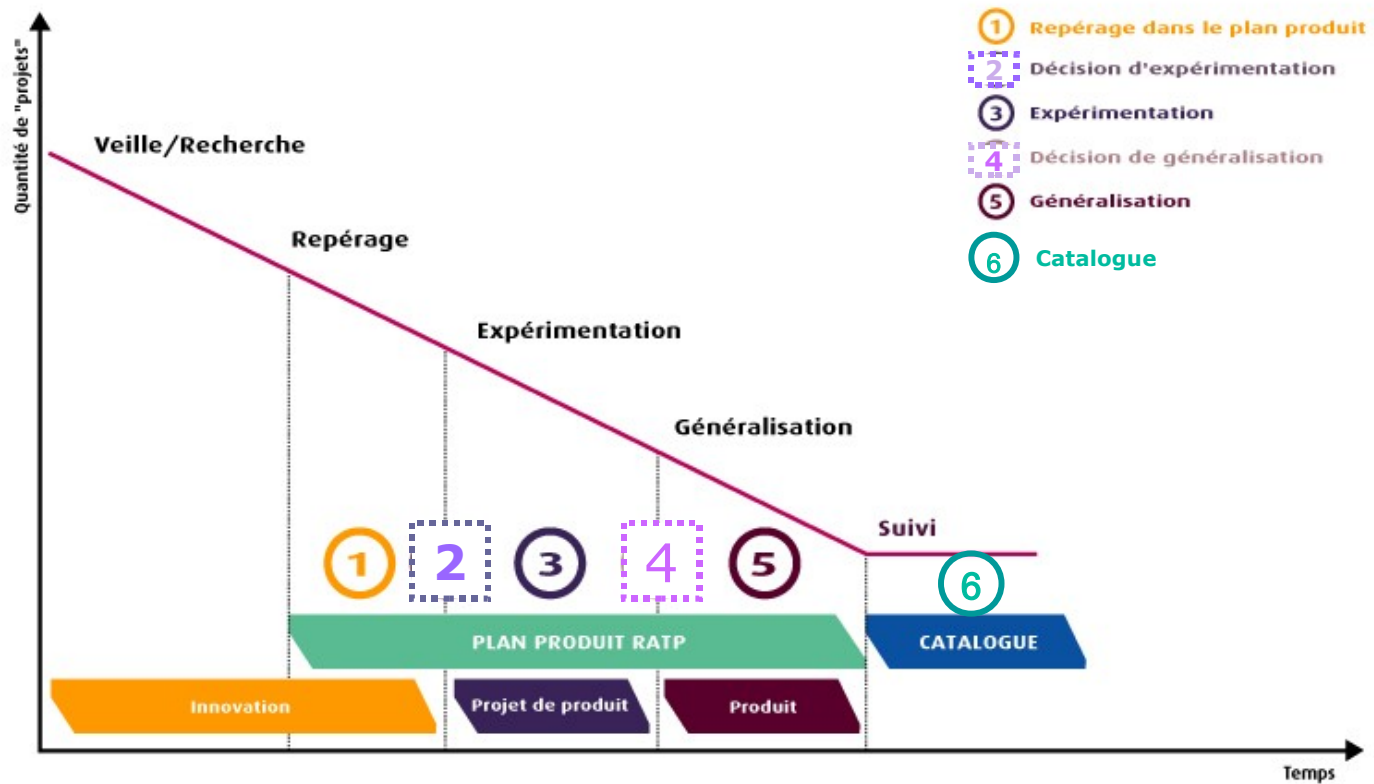 Quantité de "projets"
1 Repérage dans le plan produit
2 Décision d'expérimentation
3 Expérimentation
4 Décision de généralisation
5 Généralisation
6 Catalogue
Veille/Recherche
Repérage
Expérimentation
Généralisation
Suivi
1 2 3 4 5 6
PLAN PRODUIT RATP
CATALOGUE
Innovation
Projet de produit
Produit
Temps